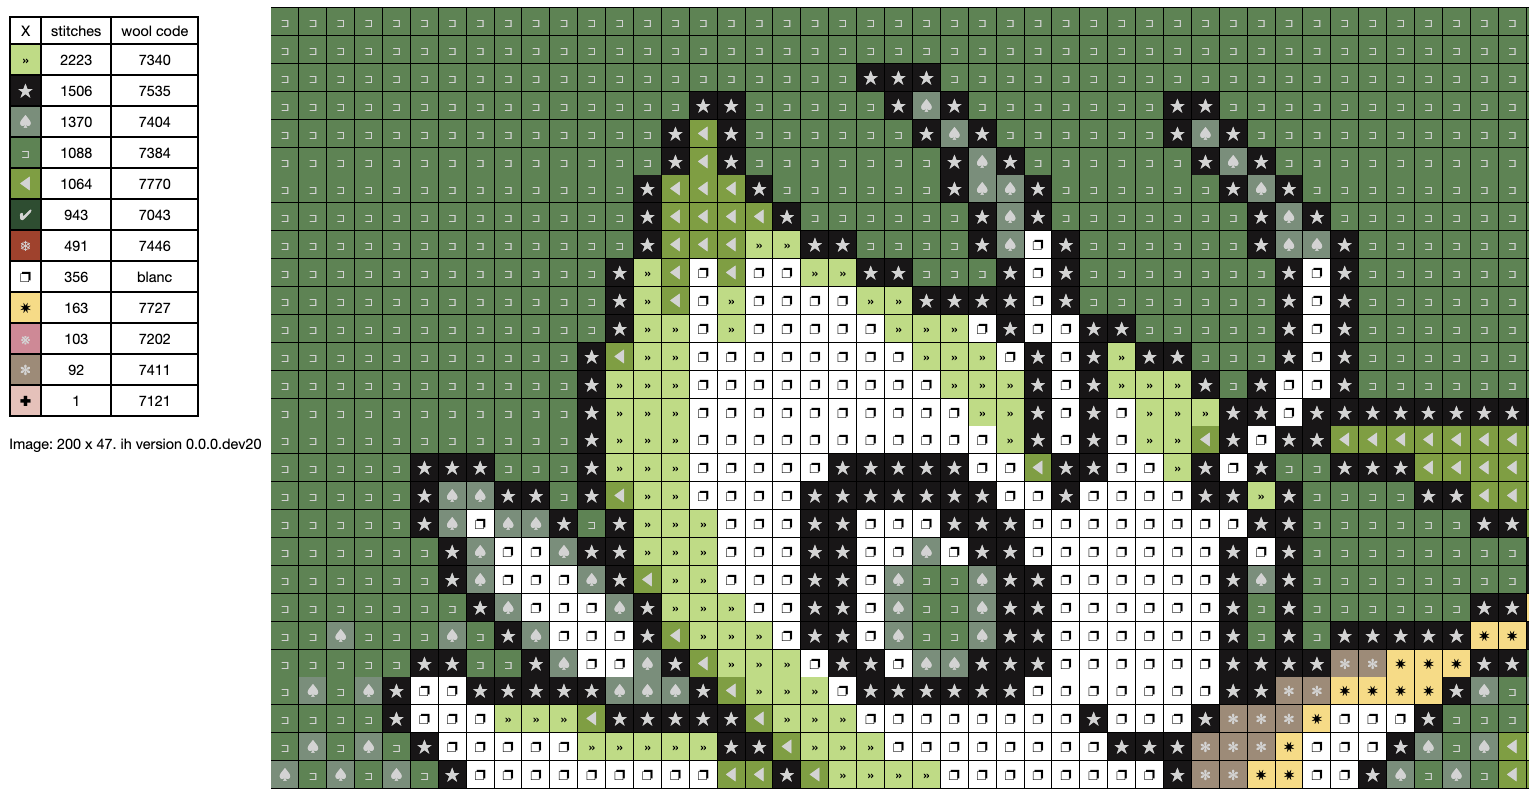 X stitches wool code
» 2223 7340
★ 1506 7535
♠ 1370 7404
⊐ 1088 7384
◀ 1064 7770
✔ 943 7043
❄ 491 7446
❐ 356 blanc
✷ 163 7727
※ 103 7202
✻ 92 7411
✚ 1 7121
Image: 200 x 47. ih version 0.0.0.dev20